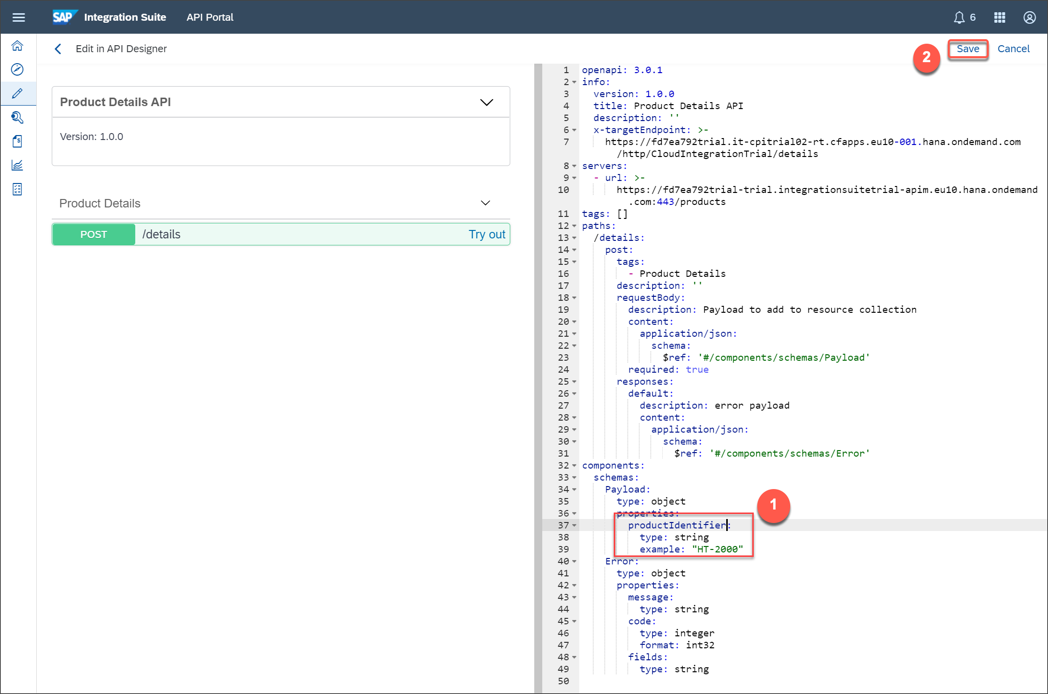 SAP Integration Suite API Portal 6
Edit in API Designer
2
Save Cancel
Product Details API
Version: 1.0.0
Product Details
POST /details Try out
1 openapi: 3.0.1
2 info:
3 version: 1.0.0
4 title: Product Details API
5 description: ''
6 x-targetEndpoint: >-
7 https://fd7ea792trial.it-cpitrial02-rt.cfapps.eu10-001.hana.ondemand.com
/http/CloudIntegrationTrial/details
8 servers:
9 - url: >-
10 https://fd7ea792trial-trial.integrationsuitetrial-apim.eu10.hana.ondemand
.com:443/products
11 tags: []
12 paths:
13 /details:
14 post:
15 tags:
16 - Product Details
17 description: ''
18 requestBody:
19 description: Payload to add to resource collection
20 content:
21 application/json:
22 schema:
23 $ref: '#/components/schemas/Payload'
24 required: true
25 responses:
26 default:
27 description: error payload
28 content:
29 application/json:
30 schema:
31 $ref: '#/components/schemas/Error'
32 components:
33 schemas:
34 Payload:
35 type: object
36 properties:
37 productIdentifier:
38 type: string
39 example: "HT-2000"
1
40 Error:
41 type: object
42 properties:
43 message:
44 type: string
45 code:
46 type: integer
47 format: int32
48 fields:
49 type: string
50